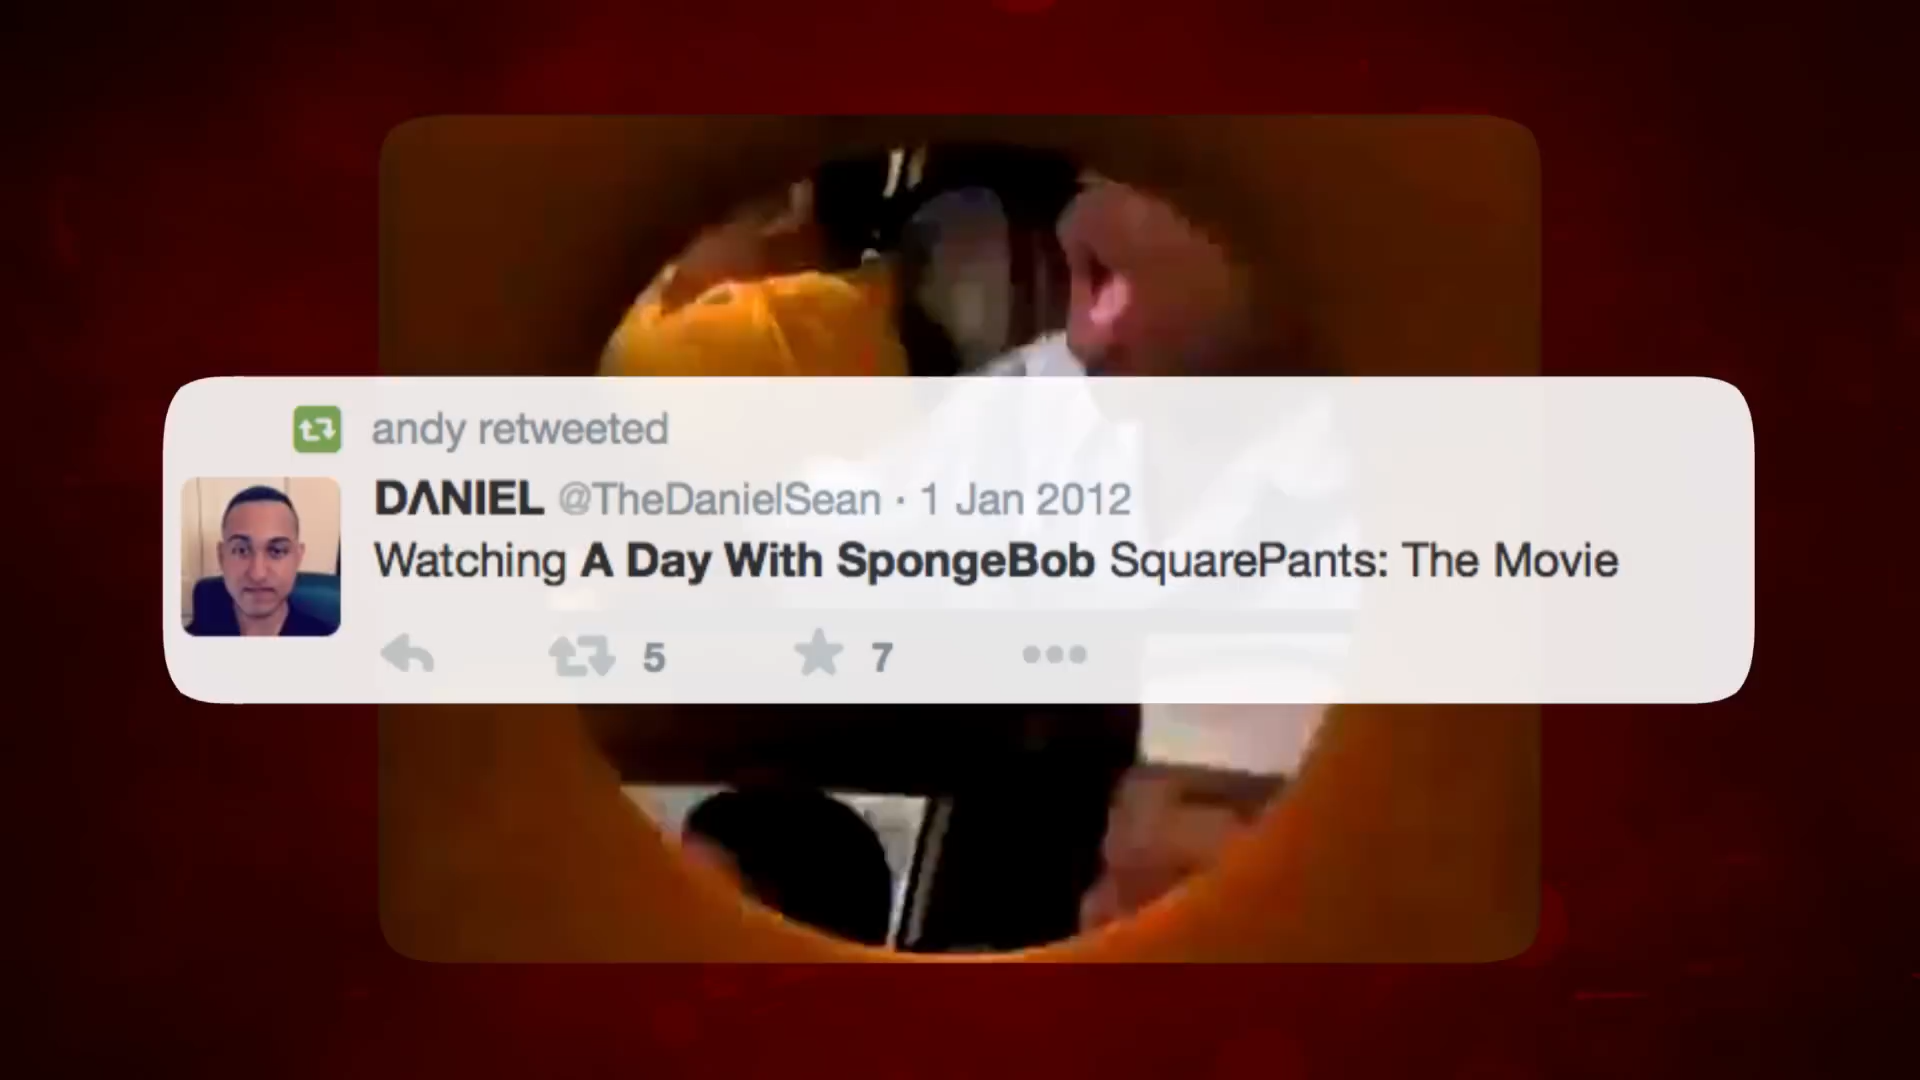 andy retweeted
DΛNIEL @TheDanielSean · 1 Jan 2012
Watching A Day With SpongeBob SquarePants: The Movie
5 7